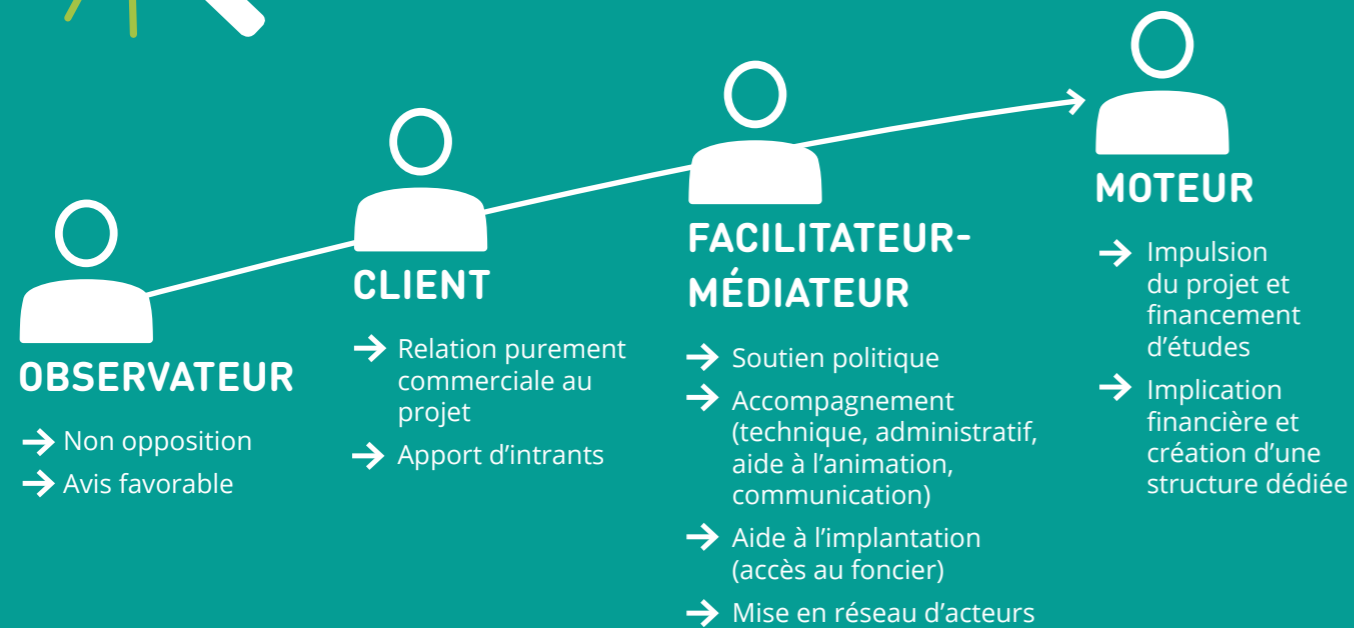 OBSERVATEUR
→ Non opposition
→ Avis favorable
CLIENT
→ Relation purement
commerciale au
projet
→ Apport d’intrants
FACILITATEUR-
MÉDIATEUR
→ Soutien politique
→ Accompagnement
(technique, administratif,
aide à l’animation,
communication)
→ Aide à l’implantation
(accès au foncier)
→ Mise en réseau d’acteurs
MOTEUR
→ Impulsion
du projet et
financement
d’études
→ Implication
financière et
création d’une
structure dédiée